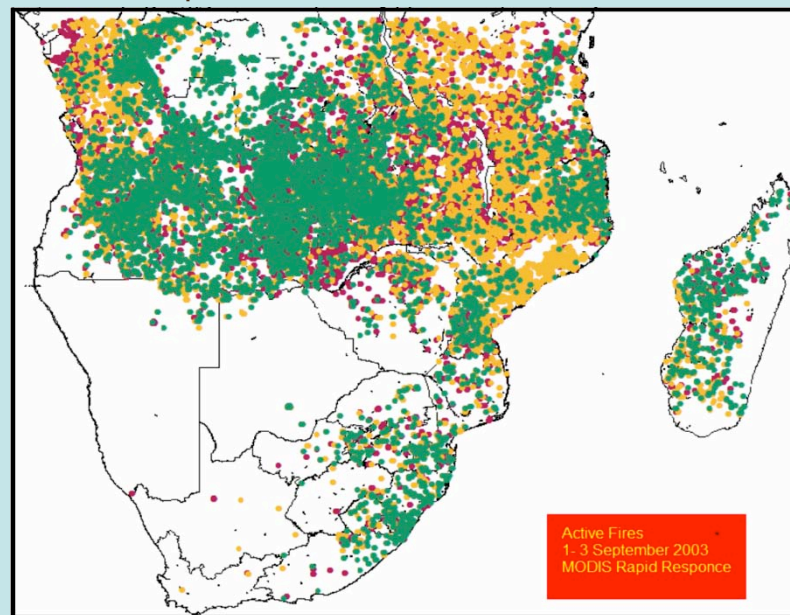 Active Fires
1- 3 September 2003
MODIS Rapid Responce